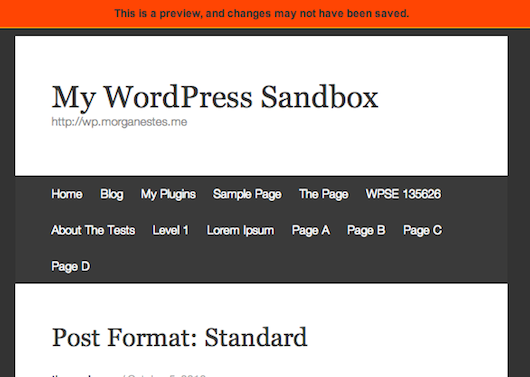 This is a preview, and changes may not have been saved.
My WordPress Sandbox
http://wp.morganestes.me
Home Blog My Plugins Sample Page The Page WPSE 135626
About The Tests Level 1 Lorem Ipsum Page A Page B Page C
Page D
Post Format: Standard